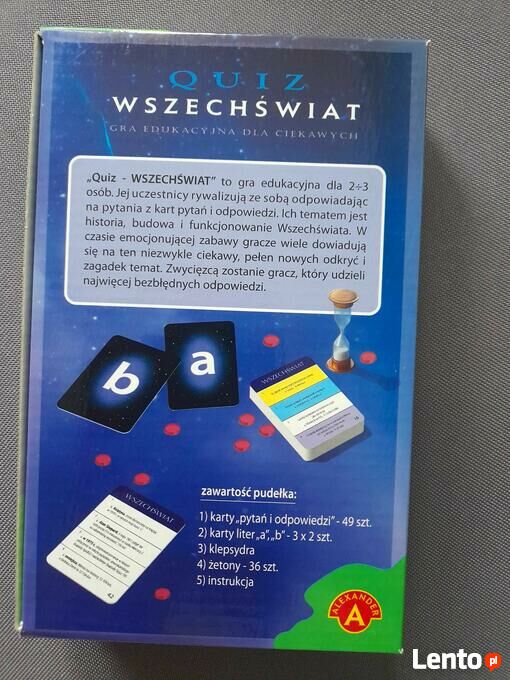 QUIZ
WSZECHŚWIAT
GRA EDUKACYJNA DLA CIEKAWYCH
„Quiz - WSZECHŚWIAT” to gra edukacyjna dla 2÷3
osób. Jej uczestnicy rywalizują ze sobą odpowiadając
na pytania z kart pytań i odpowiedzi. Ich tematem jest
historia, budowa i funkcjonowanie Wszechświata. W
czasie emocjonującej zabawy gracze wiele dowiadują
się na ten niezwykle ciekawy, pełen nowych odkryć i
zagadek temat. Zwycięzcą zostanie gracz, który udzieli
najwięcej bezbłędnych odpowiedzi.
b
a
WSZECHŚWIAT
WSZECHŚWIAT
42
zawartość pudełka:
1) karty „pytań i odpowiedzi” - 49 szt.
2) karty liter „a”, „b” - 3 x 2 szt.
3) klepsydra
4) żetony - 36 szt.
5) instrukcja
ALEXANDER
A
Lento.pl